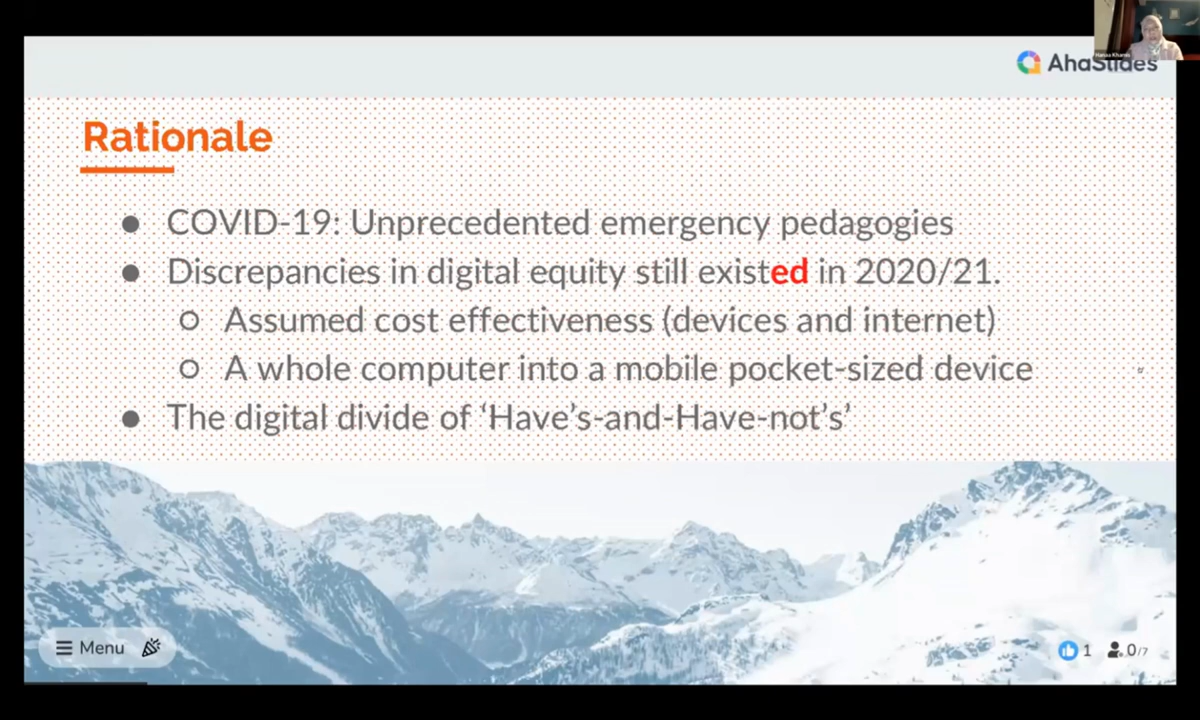 AhaSlides
Rationale
● COVID-19: Unprecedented emergency pedagogies
● Discrepancies in digital equity still existed in 2020/21.
○ Assumed cost effectiveness (devices and internet)
○ A whole computer into a mobile pocket-sized device
● The digital divide of ‘Have’s-and-Have-not’s’
Menu
1 0/7